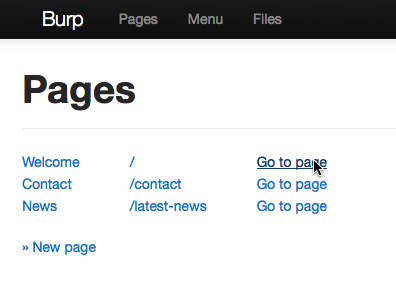 Burp Pages Menu Files
Pages
Welcome / Go to page
Contact /contact Go to page
News /latest-news Go to page
» New page